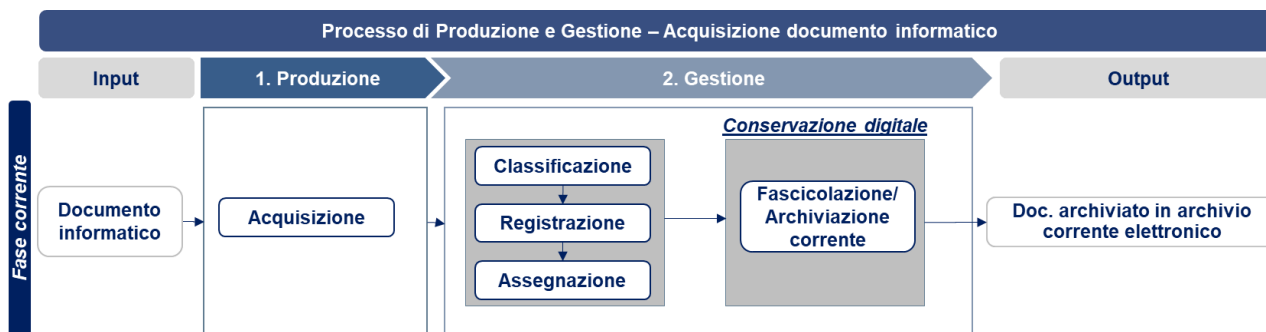 Processo di Produzione e Gestione – Acquisizione documento informatico
Input
1. Produzione
2. Gestione
Output
Fase corrente
Documento
informatico
Acquisizione
Classificazione
Registrazione
Assegnazione
Conservazione digitale
Fascicolazione/
Archiviazione
corrente
Doc. archiviato in archivio
corrente elettronico